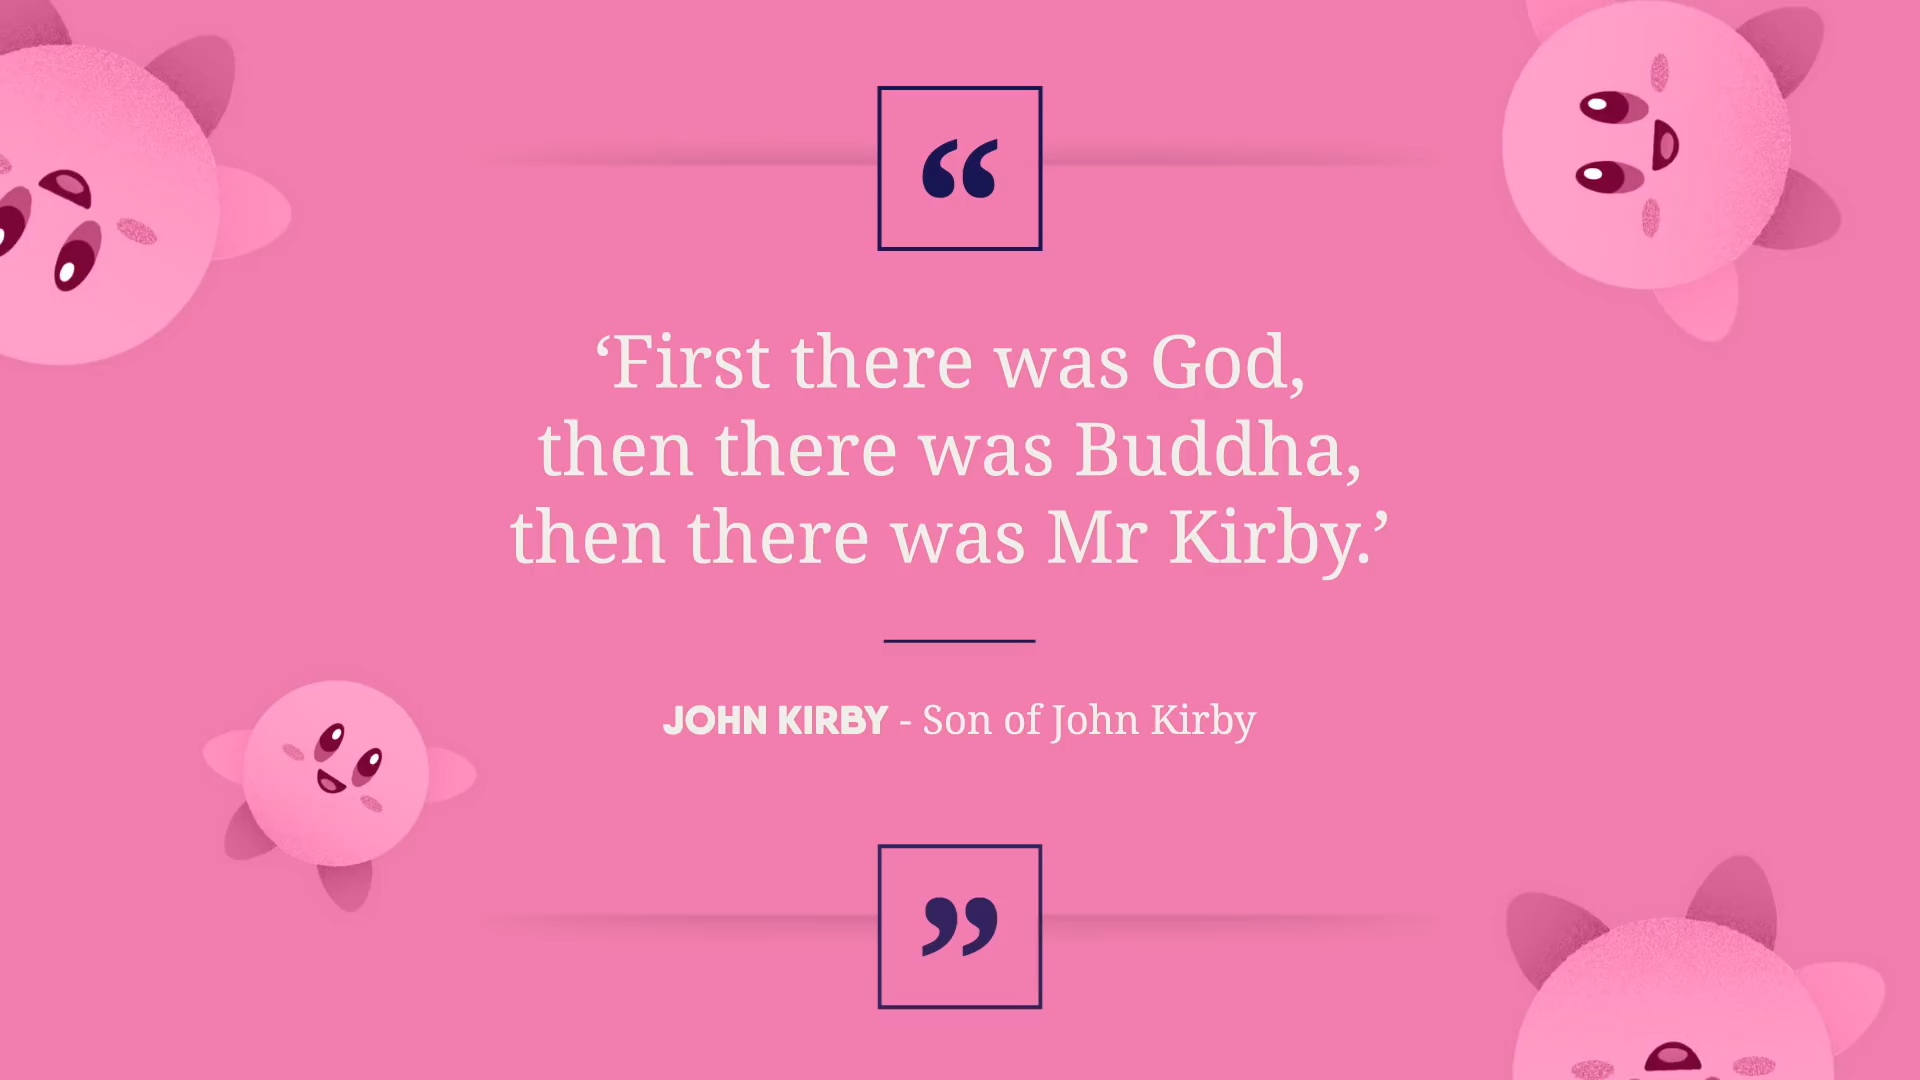 “
‘First there was God,
then there was Buddha,
then there was Mr Kirby.’
JOHN KIRBY - Son of John Kirby
”